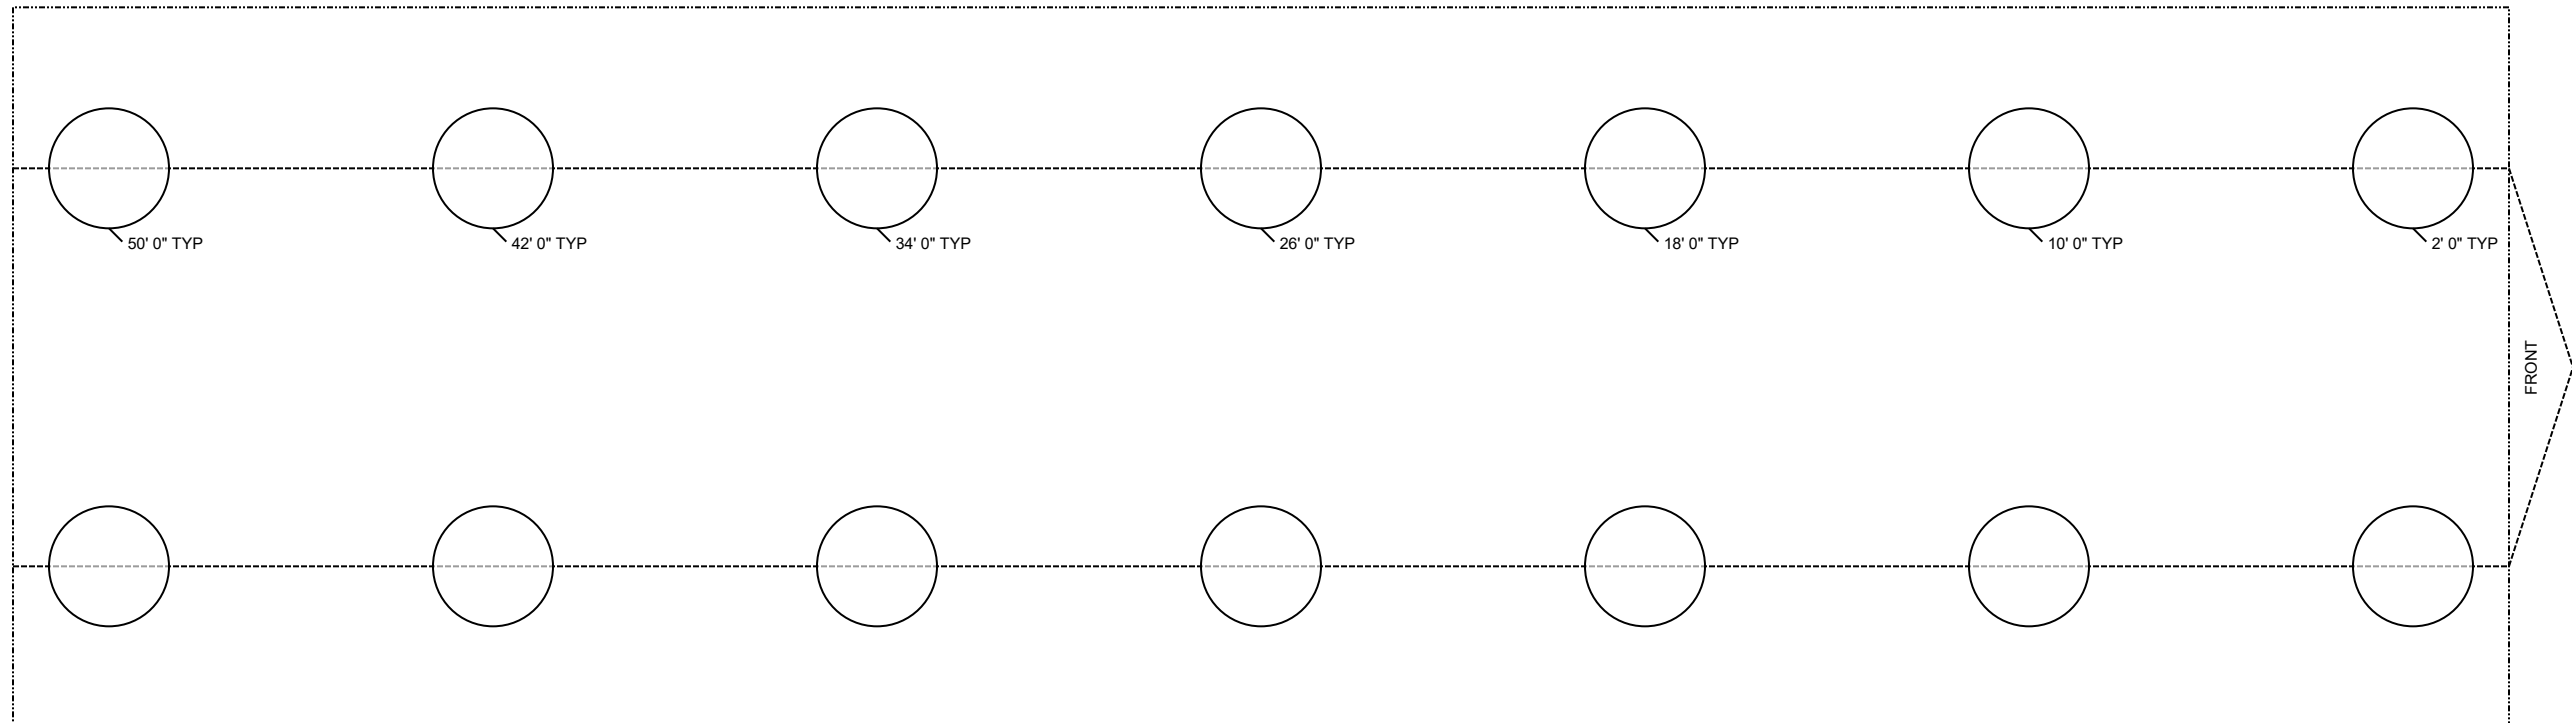 50' 0" TYP
42' 0" TYP
34' 0" TYP
26' 0" TYP
18' 0" TYP
10' 0" TYP
2' 0" TYP
FRONT